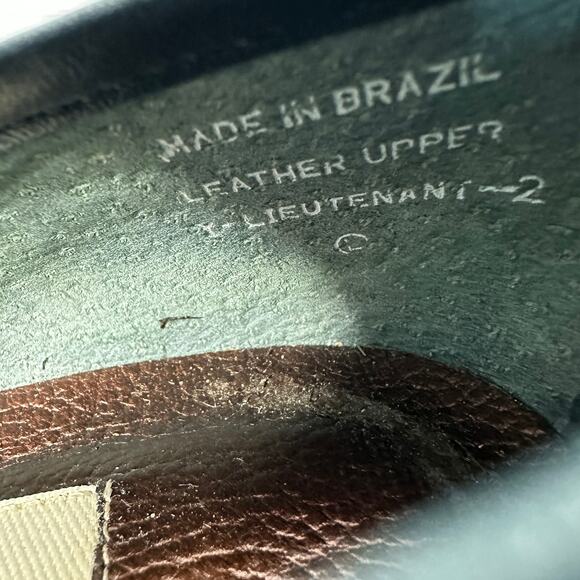 MADE IN BRAZIL
LEATHER UPPER
Y-LIEUTENANT-2
L